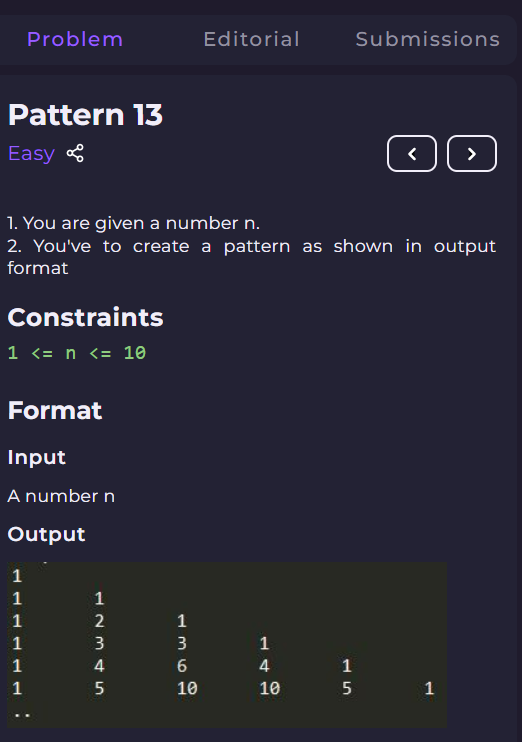 Problem Editorial Submissions
Pattern 13
Easy
1. You are given a number n.
2. You've to create a pattern as shown in output
format
Constraints
1 <= n <= 10
Format
Input
A number n
Output
1
1 1
1 2 1
1 3 3 1
1 4 6 4 1
1 5 10 10 5 1
..